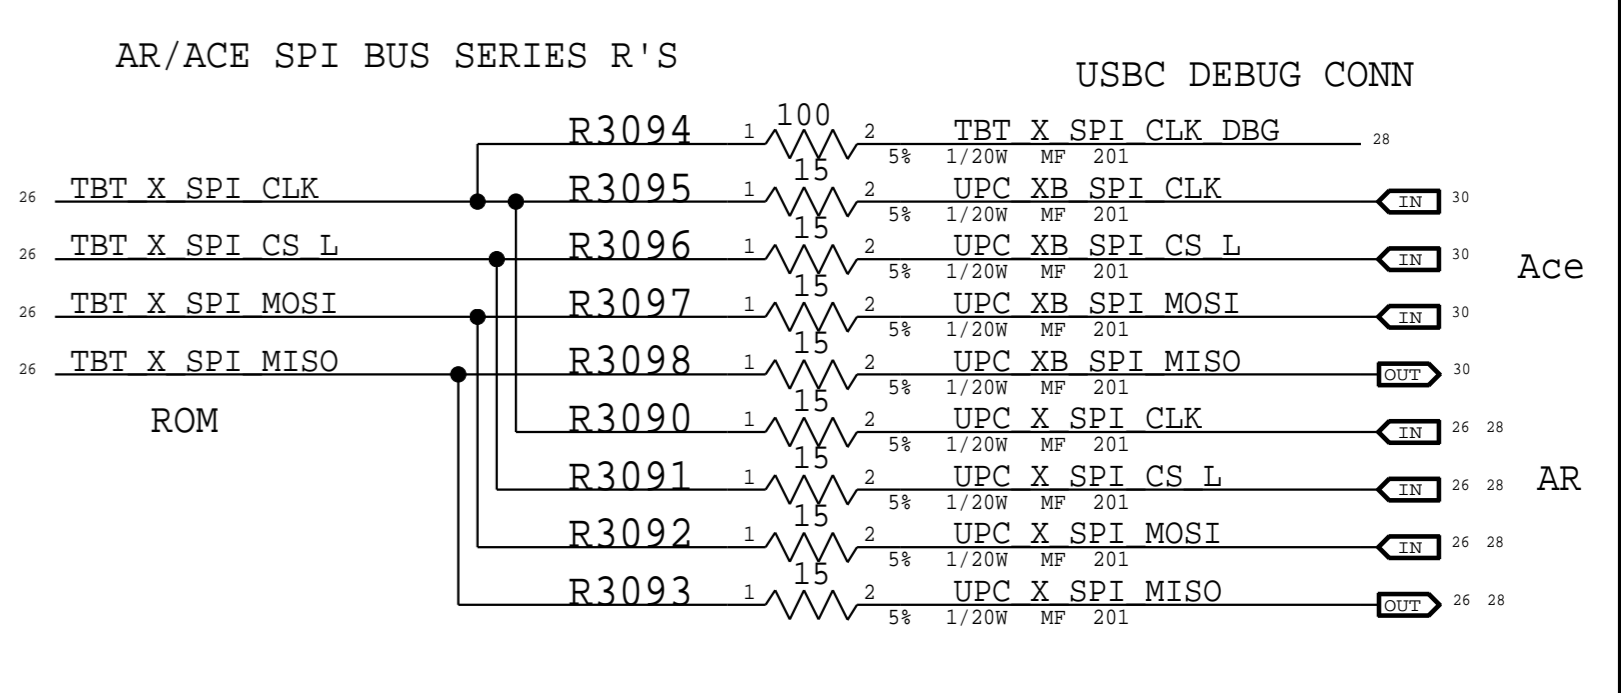 AR/ACE SPI BUS SERIES R'S
USBC DEBUG CONN
R3094 1 100 2 TBT_X_SPI_CLK_DBG 28
5% 1/20W MF 201
26 TBT_X_SPI_CLK R3095 1 15 2 UPC_XB_SPI_CLK IN 30
5% 1/20W MF 201
26 TBT_X_SPI_CS_L R3096 1 15 2 UPC_XB_SPI_CS_L IN 30
5% 1/20W MF 201
Ace
26 TBT_X_SPI_MOSI R3097 1 15 2 UPC_XB_SPI_MOSI IN 30
5% 1/20W MF 201
26 TBT_X_SPI_MISO R3098 1 15 2 UPC_XB_SPI_MISO OUT 30
5% 1/20W MF 201
ROM
R3090 1 15 2 UPC_X_SPI_CLK IN 26 28
5% 1/20W MF 201
R3091 1 15 2 UPC_X_SPI_CS_L IN 26 28
5% 1/20W MF 201
AR
R3092 1 15 2 UPC_X_SPI_MOSI IN 26 28
5% 1/20W MF 201
R3093 1 15 2 UPC_X_SPI_MISO OUT 26 28
5% 1/20W MF 201